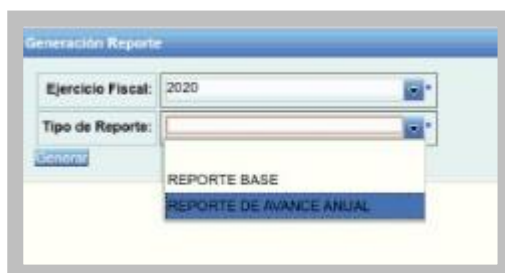 Generación Reporte
Ejercicio Fiscal: 2020 *
Tipo de Reporte: *
Generar
REPORTE BASE
REPORTE DE AVANCE ANUAL